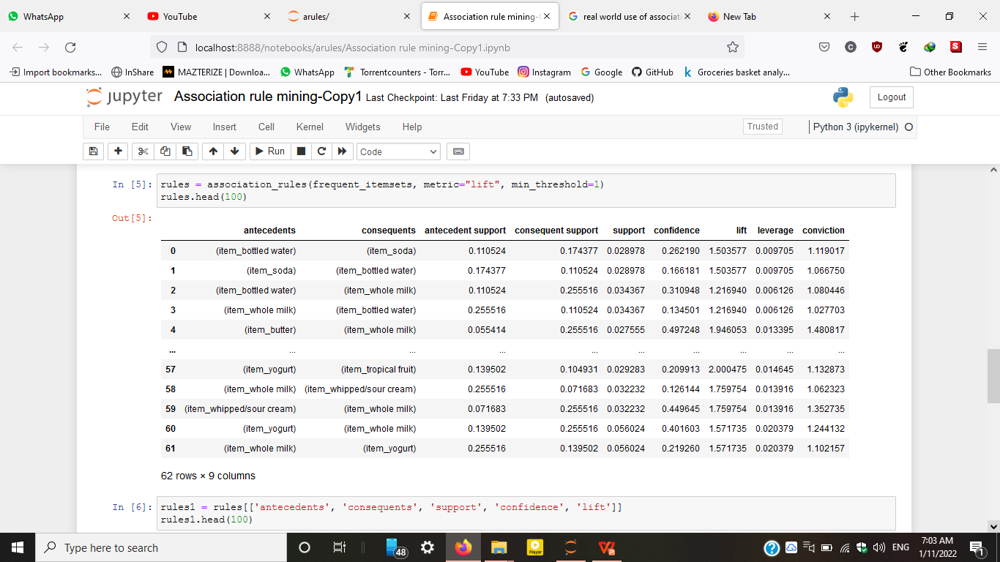 WhatsApp
YouTube
arules/
Association rule mining-C
real world use of associati
New Tab
localhost:8888/notebooks/arules/Association rule mining-Copy1.ipynb
Import bookmarks...
InShare
MAZTERIZE | Downloa...
WhatsApp
Torrentcounters - Torr...
YouTube
Instagram
Google
GitHub
Groceries basket analy...
Other Bookmarks
jupyter Association rule mining-Copy1 Last Checkpoint: Last Friday at 7:33 PM (autosaved)
Logout
File Edit View Insert Cell Kernel Widgets Help
Trusted
Python 3 (ipykernel)
Run
Code
In [5]: rules = association_rules(frequent_itemsets, metric="lift", min_threshold=1)
rules.head(100)
Out[5]:
antecedents consequents antecedent support consequent support support confidence lift leverage conviction
0 (item_bottled water) (item_soda) 0.110524 0.174377 0.028978 0.262190 1.503577 0.009705 1.119017
1 (item_soda) (item_bottled water) 0.174377 0.110524 0.028978 0.166181 1.503577 0.009705 1.066750
2 (item_bottled water) (item_whole milk) 0.110524 0.255516 0.034367 0.310948 1.216940 0.006126 1.080446
3 (item_whole milk) (item_bottled water) 0.255516 0.110524 0.034367 0.134501 1.216940 0.006126 1.027703
4 (item_butter) (item_whole milk) 0.055414 0.255516 0.027555 0.497248 1.946053 0.013395 1.480817
... ... ... ... ... ... ... ... ... ...
57 (item_yogurt) (item_tropical fruit) 0.139502 0.104931 0.029283 0.209913 2.000475 0.014645 1.132873
58 (item_whole milk) (item_whipped/sour cream) 0.255516 0.071683 0.032232 0.126144 1.759754 0.013916 1.062323
59 (item_whipped/sour cream) (item_whole milk) 0.071683 0.255516 0.032232 0.449645 1.759754 0.013916 1.352735
60 (item_yogurt) (item_whole milk) 0.139502 0.255516 0.056024 0.401603 1.571735 0.020379 1.244132
61 (item_whole milk) (item_yogurt) 0.255516 0.139502 0.056024 0.219260 1.571735 0.020379 1.102157
62 rows × 9 columns
In [6]: rules1 = rules[['antecedents', 'consequents', 'support', 'confidence', 'lift']]
rules1.head(100)
Type here to search
48
Player
ENG
7:03 AM
1/11/2022
1